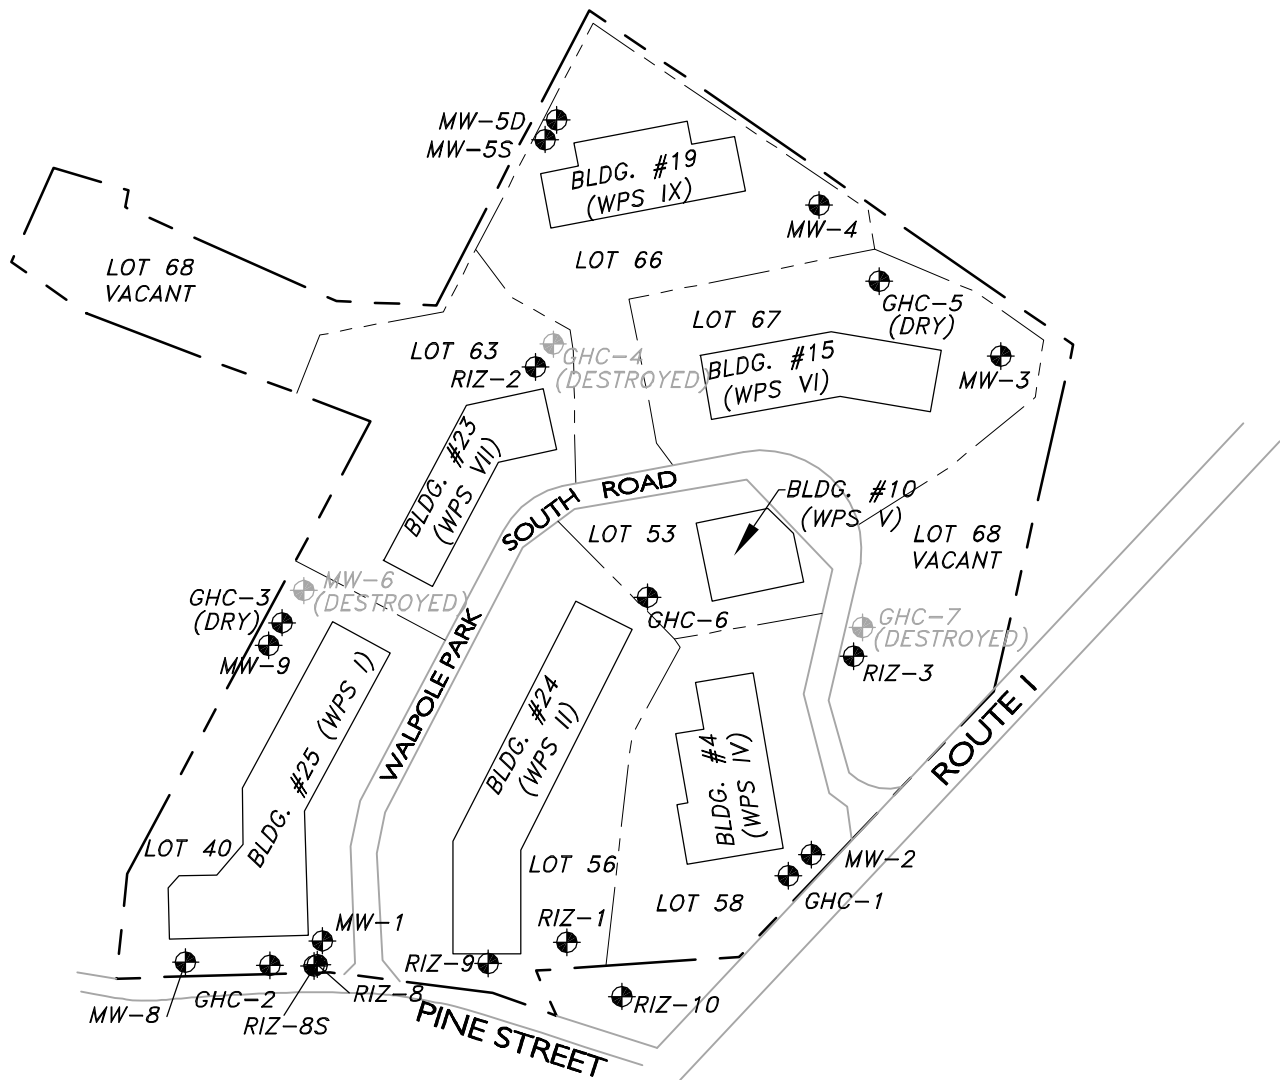 MW-5D
MW-5S
BLDG. #19
(WPS IX)
MW-4
LOT 66
LOT 68
VACANT
GHC-5
(DRY)
LOT 67
LOT 63
GHC-4
(DESTROYED)
RIZ-2
BLDG. #15
(WPS VI)
MW-3
BLDG. #23
(WPS VII)
SOUTH ROAD
BLDG. #10
(WPS V)
LOT 53
LOT 68
VACANT
MW-6
(DESTROYED)
GHC-3
(DRY)
MW-9
GHC-6
GHC-7
(DESTROYED)
RIZ-3
WALPOLE PARK
BLDG. #25 (WPS I)
BLDG. #24
(WPS II)
BLDG. #4
(WPS IV)
ROUTE 1
LOT 40
LOT 56
MW-2
LOT 58
GHC-1
MW-1
RIZ-1
RIZ-9
RIZ-8
GHC-2
RIZ-10
MW-8
RIZ-8S
PINE STREET